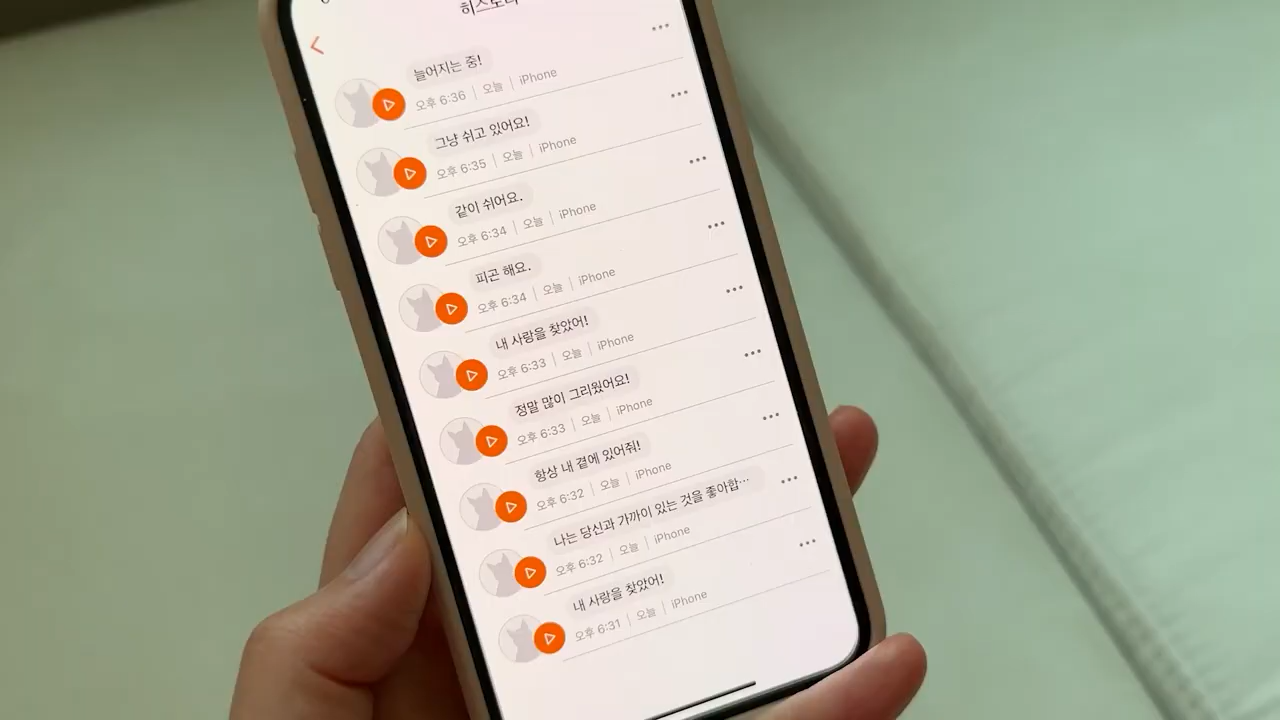 히스토리
늘어지는 중!
오후 6:36 | 오늘 | iPhone
그냥 쉬고 있어요!
오후 6:35 | 오늘 | iPhone
같이 쉬어요.
오후 6:34 | 오늘 | iPhone
피곤 해요.
오후 6:34 | 오늘 | iPhone
내 사랑을 찾았어!
오후 6:33 | 오늘 | iPhone
정말 많이 그리웠어요!
오후 6:33 | 오늘 | iPhone
항상 내 곁에 있어줘!
오후 6:32 | 오늘 | iPhone
나는 당신과 가까이 있는 것을 좋아합…
오후 6:32 | 오늘 | iPhone
내 사랑을 찾았어!
오후 6:31 | 오늘 | iPhone